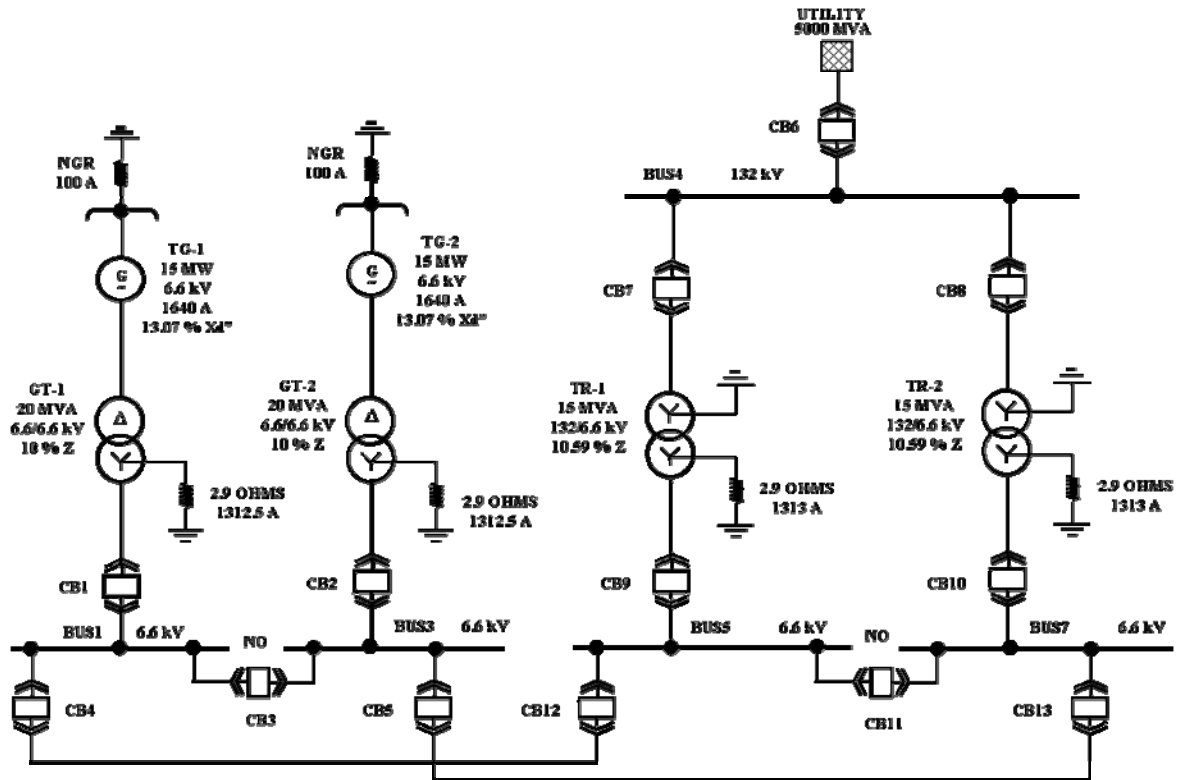 UTILITY
5000 MVA
CB6
BUS4
132 kV
NGR
100 A
NGR
100 A
TG-1
15 MW
6.6 kV
1640 A
13.07 % Xd"
TG-2
15 MW
6.6 kV
1640 A
13.07 % Xd"
G
G
CB7
CB8
GT-1
20 MVA
6.6/6.6 kV
10 % Z
Δ
Y
2.9 OHMS
1312.5 A
GT-2
20 MVA
6.6/6.6 kV
10 % Z
Δ
Y
2.9 OHMS
1312.5 A
TR-1
15 MVA
132/6.6 kV
10.59 % Z
Y
Y
2.9 OHMS
1313 A
TR-2
15 MVA
132/6.6 kV
10.59 % Z
Y
Y
2.9 OHMS
1313 A
CB1
CB2
CB9
CB10
BUS1
6.6 kV
NO
BUS3
6.6 kV
BUS5
6.6 kV
NO
BUS7
6.6 kV
CB4
CB3
CB5
CB12
CB11
CB13